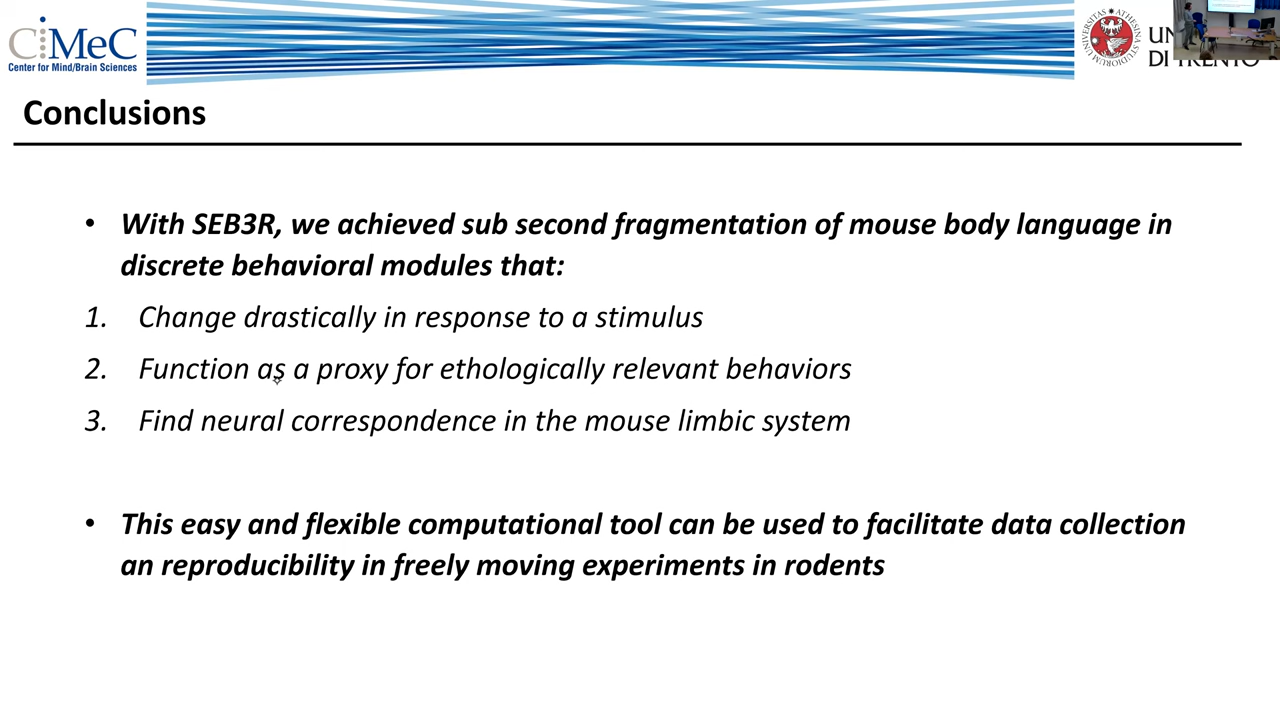 CiMeC
Center for Mind/Brain Sciences
UN
DI TRENTO
Conclusions
• With SEB3R, we achieved sub second fragmentation of mouse body language in
discrete behavioral modules that:
1. Change drastically in response to a stimulus
2. Function as a proxy for ethologically relevant behaviors
3. Find neural correspondence in the mouse limbic system
• This easy and flexible computational tool can be used to facilitate data collection
an reproducibility in freely moving experiments in rodents